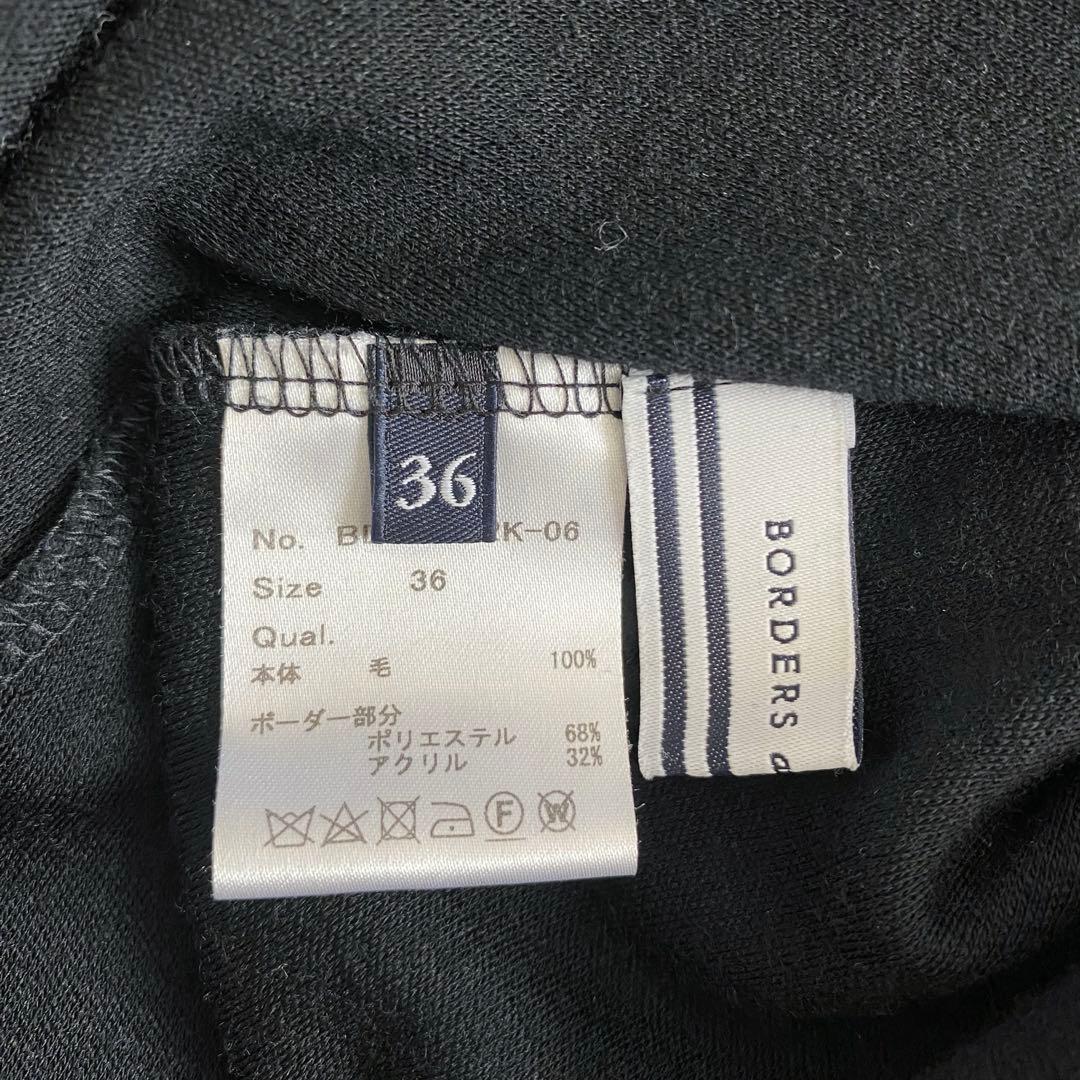 36
No. -06
Size 36
Qual.
本体 毛 100%
ボーダー部分
ポリエステル 68%
アクリル 32%
F W
BORDERS